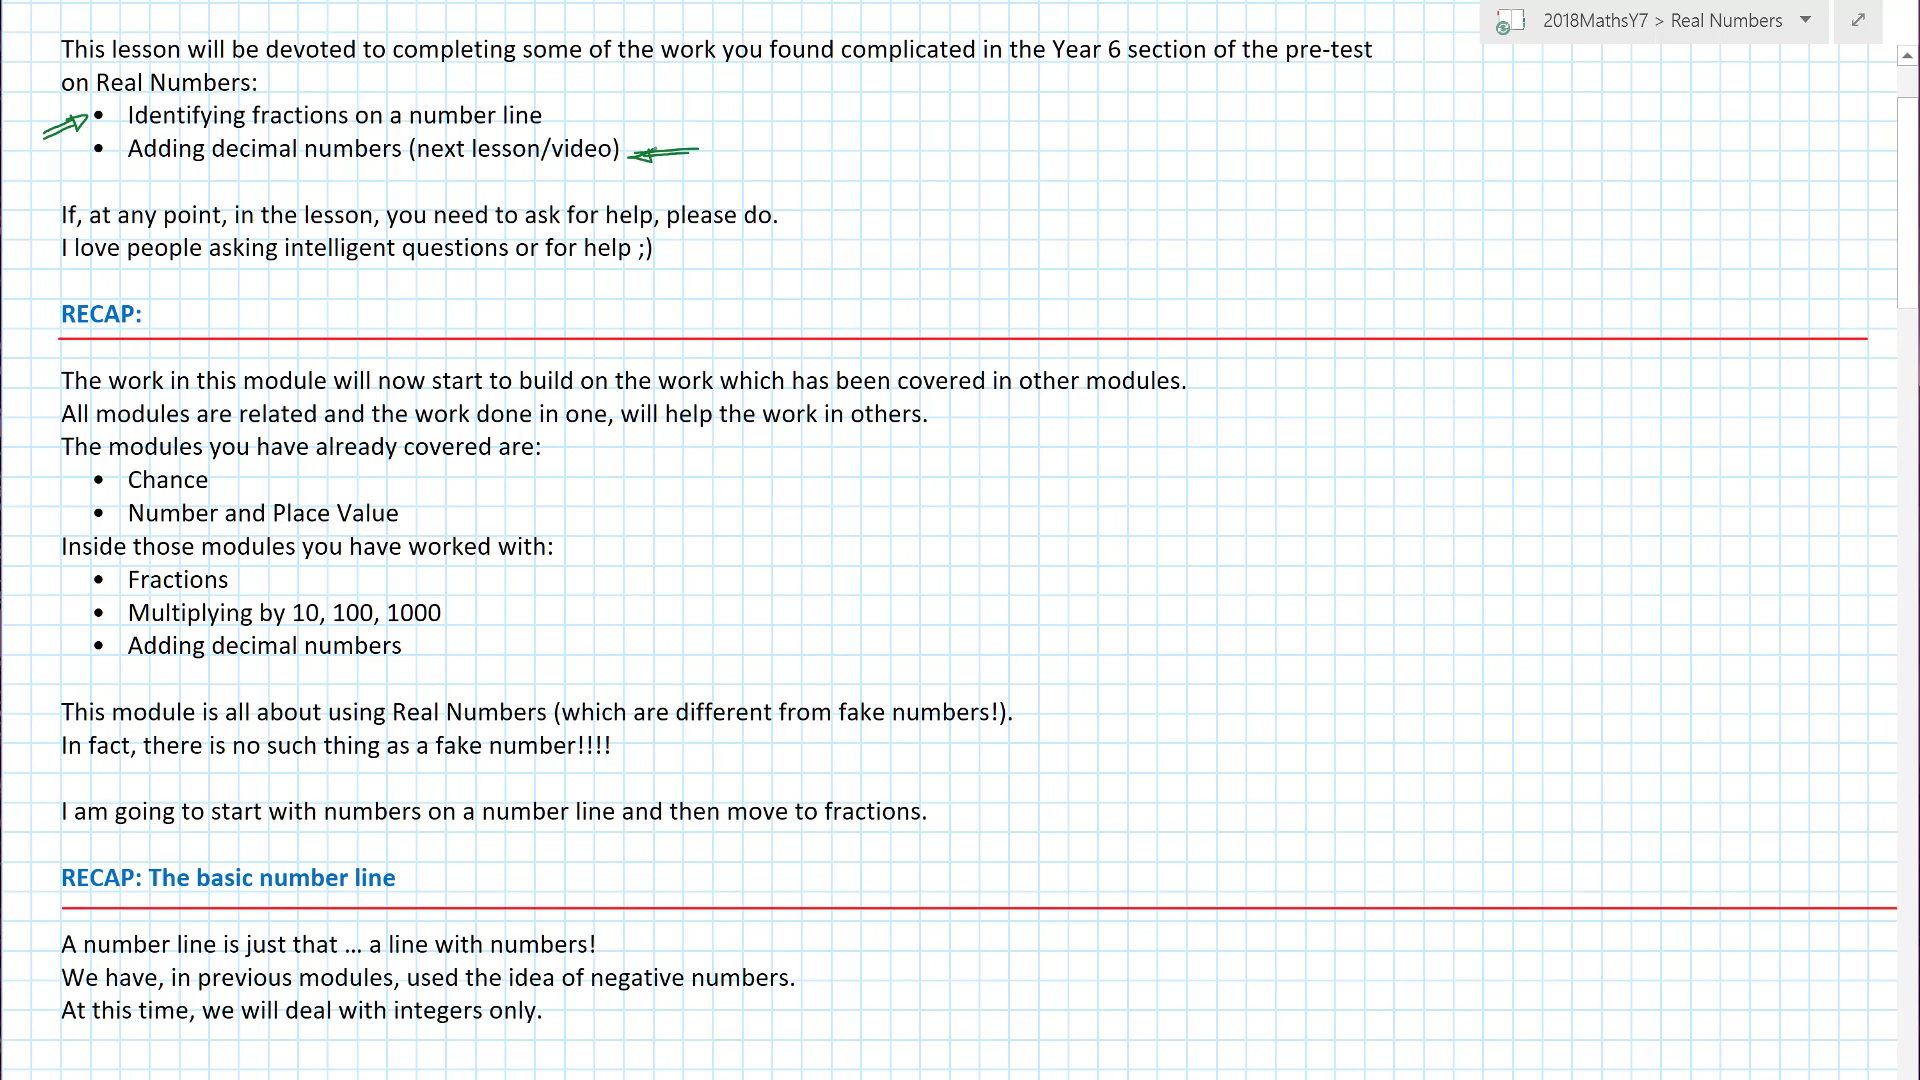 2018MathsY7 > Real Numbers
This lesson will be devoted to completing some of the work you found complicated in the Year 6 section of the pre-test
on Real Numbers:
• Identifying fractions on a number line
• Adding decimal numbers (next lesson/video)
If, at any point, in the lesson, you need to ask for help, please do.
I love people asking intelligent questions or for help ;)
RECAP:
The work in this module will now start to build on the work which has been covered in other modules.
All modules are related and the work done in one, will help the work in others.
The modules you have already covered are:
• Chance
• Number and Place Value
Inside those modules you have worked with:
• Fractions
• Multiplying by 10, 100, 1000
• Adding decimal numbers
This module is all about using Real Numbers (which are different from fake numbers!).
In fact, there is no such thing as a fake number!!!!
I am going to start with numbers on a number line and then move to fractions.
RECAP: The basic number line
A number line is just that ... a line with numbers!
We have, in previous modules, used the idea of negative numbers.
At this time, we will deal with integers only.